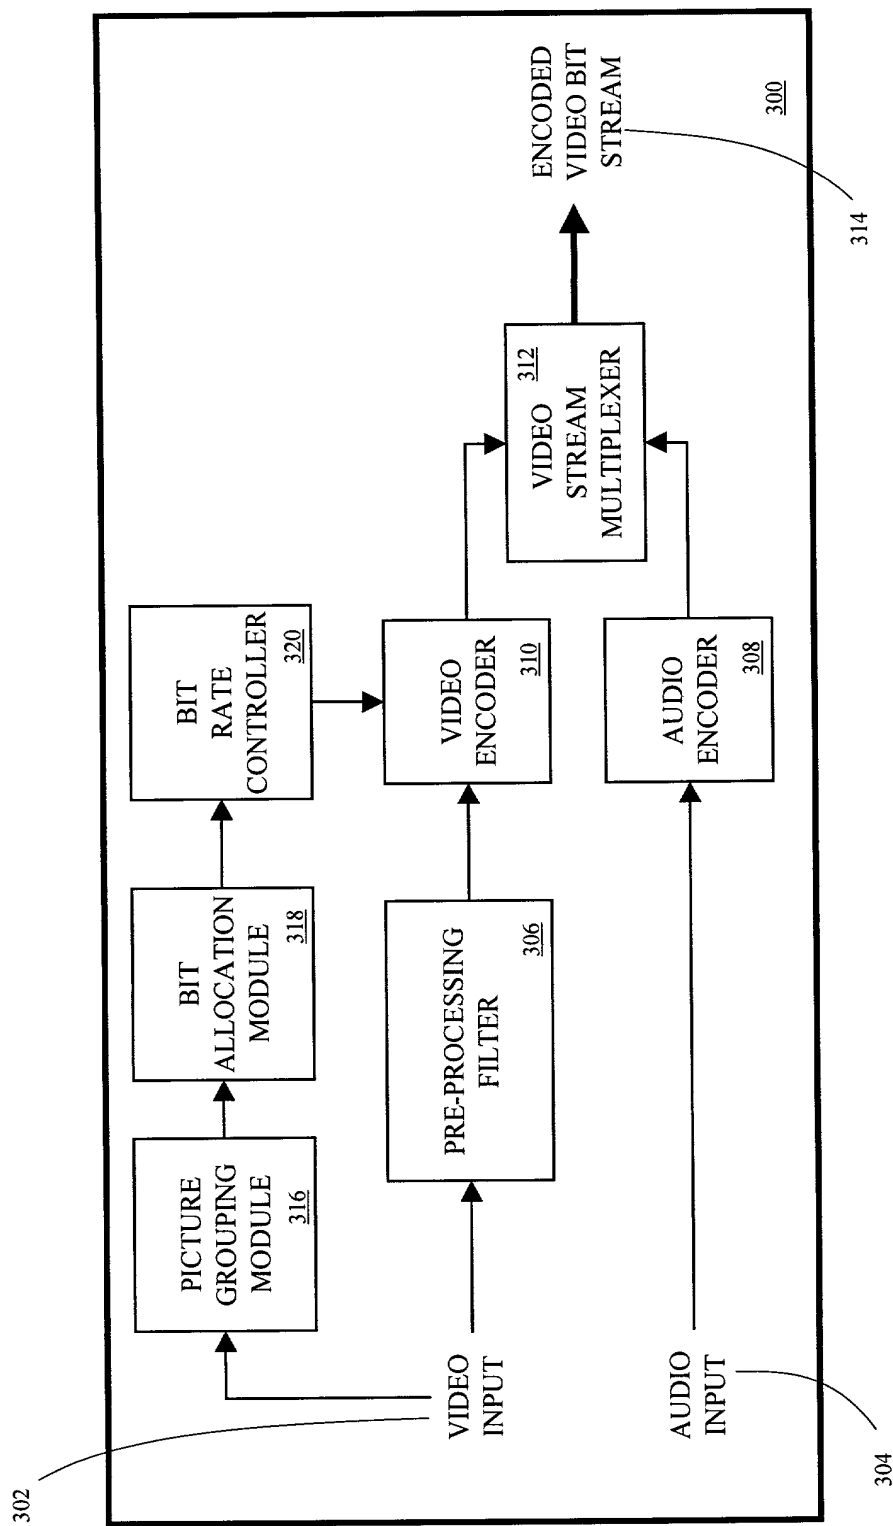 302
VIDEO
INPUT
AUDIO
INPUT
304
PICTURE
GROUPING
MODULE
316
BIT
ALLOCATION
MODULE
318
BIT
RATE
CONTROLLER
320
PRE-PROCESSING
FILTER
306
VIDEO
ENCODER
310
AUDIO
ENCODER
308
VIDEO
STREAM
MULTIPLEXER
312
ENCODED
VIDEO BIT
STREAM
314
300